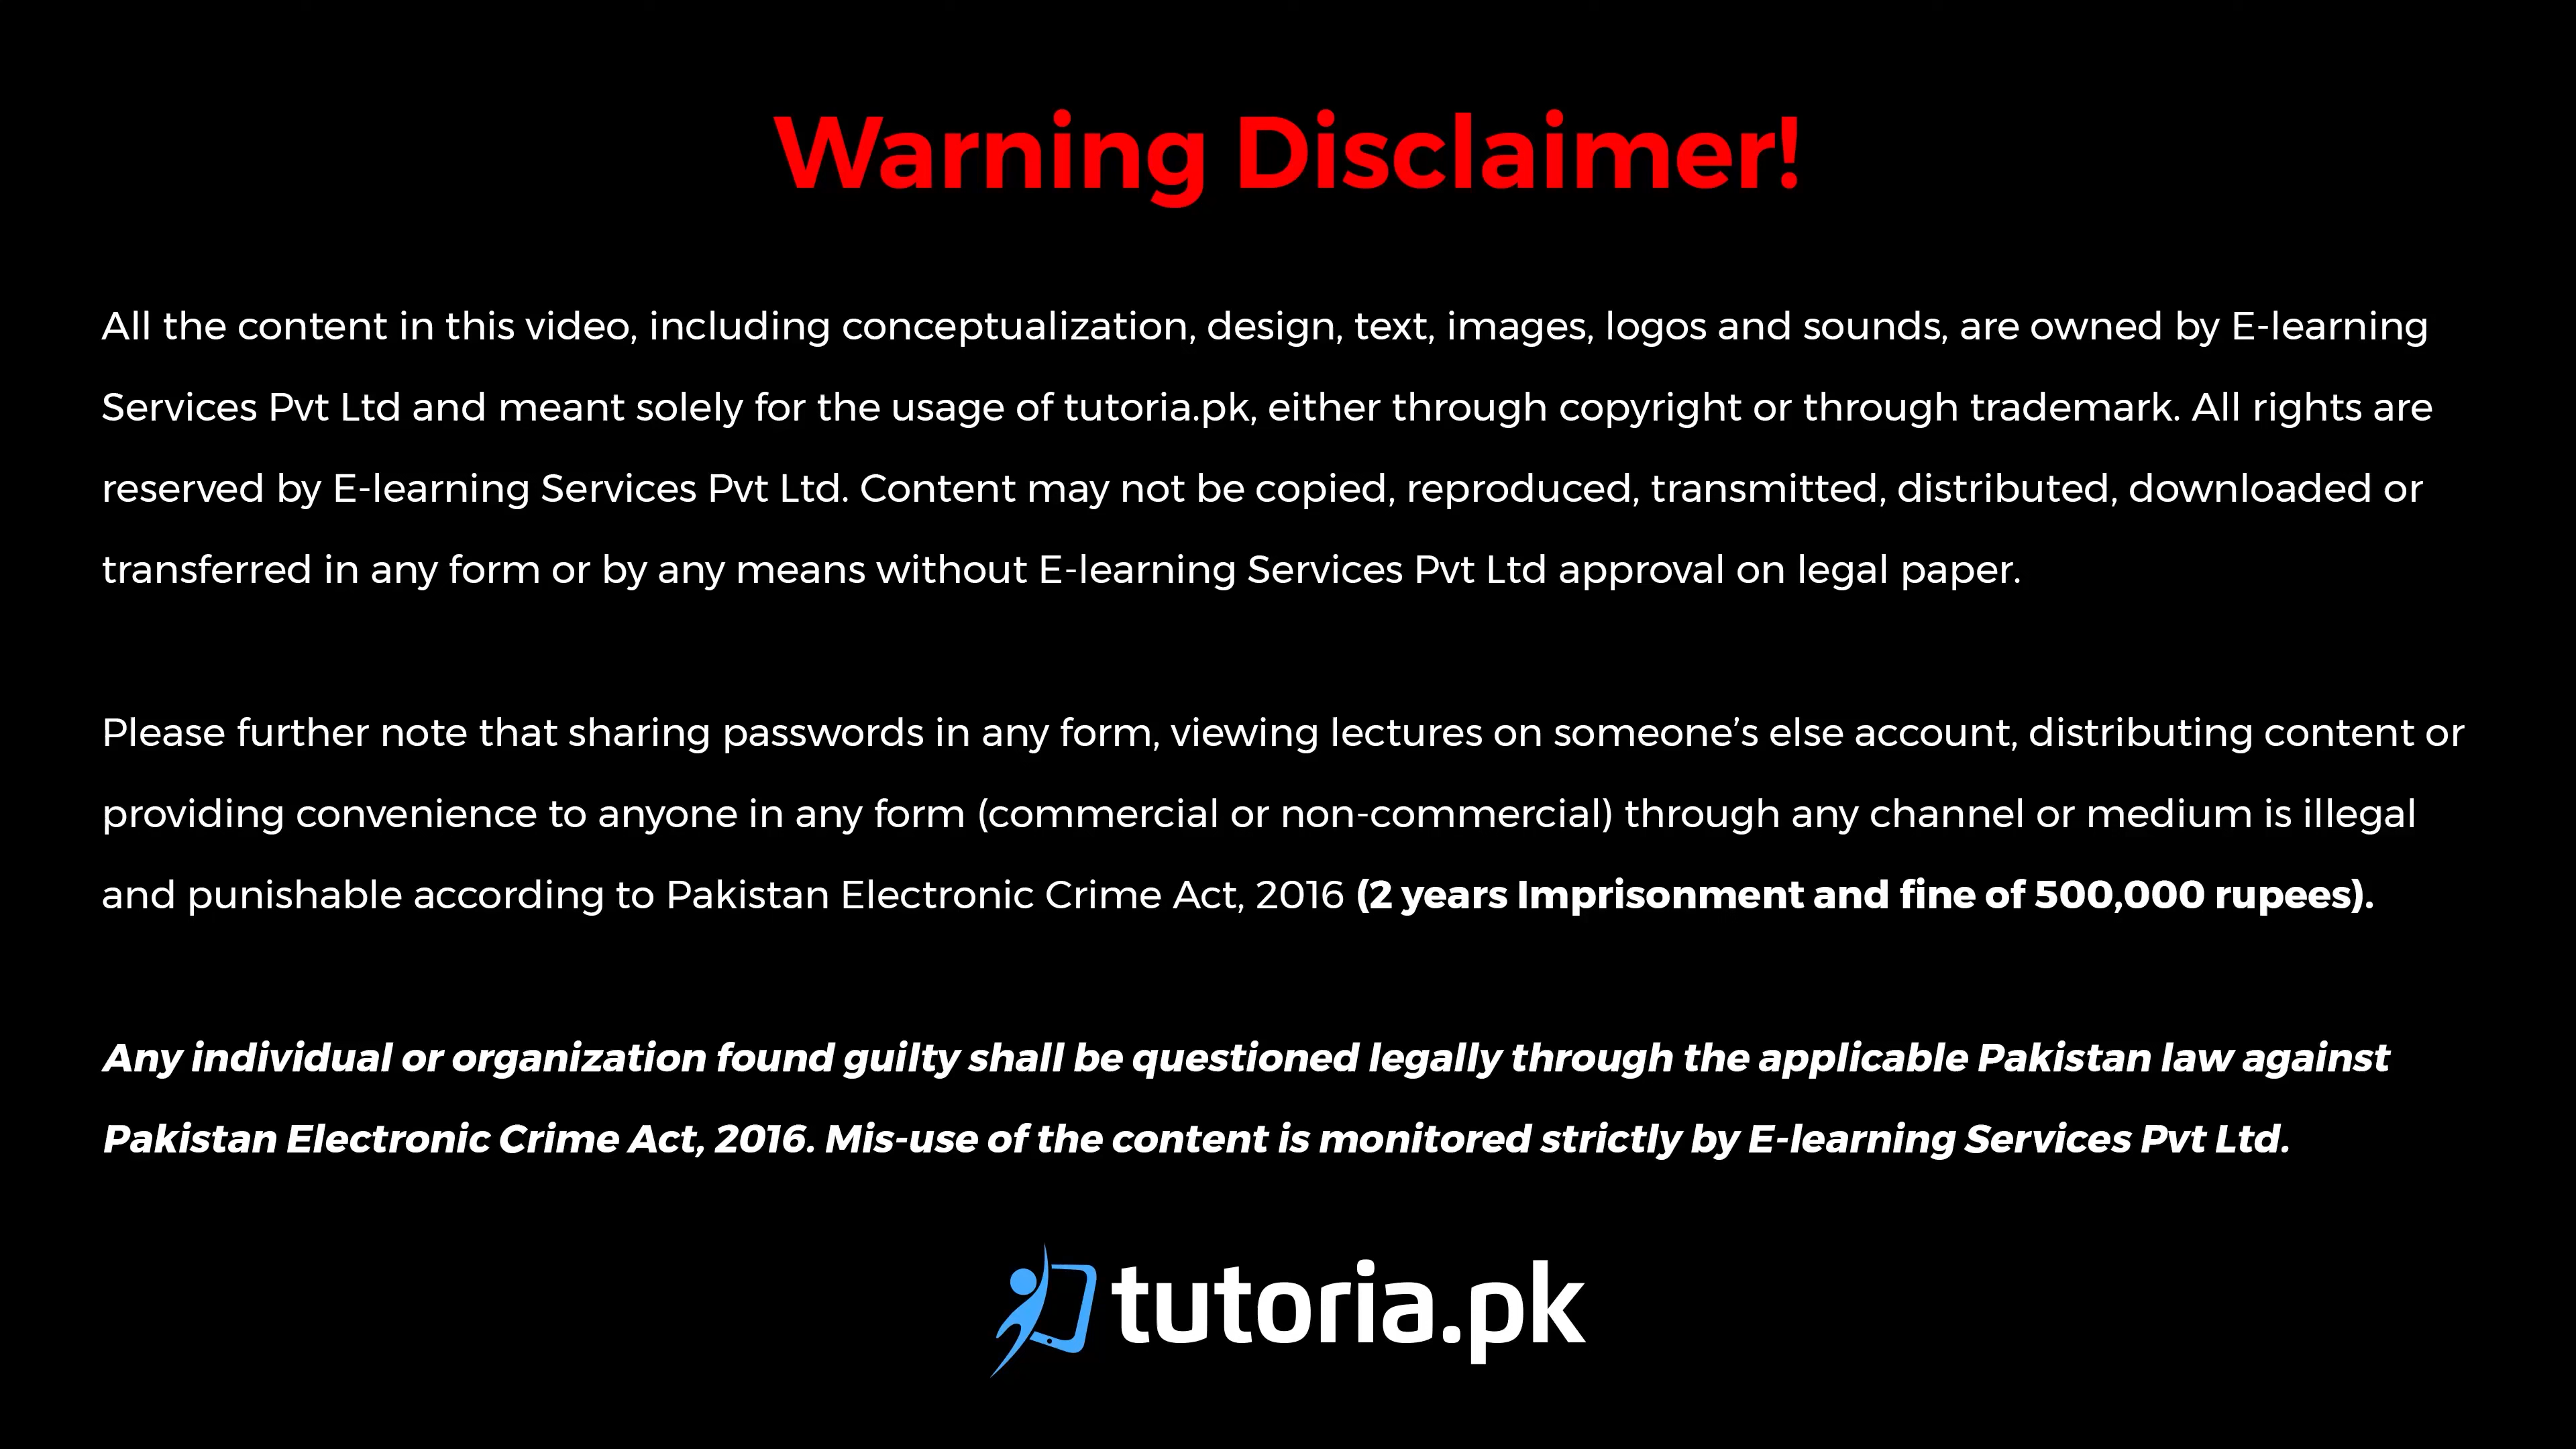 Warning Disclaimer!
All the content in this video, including conceptualization, design, text, images, logos and sounds, are owned by E-learning
Services Pvt Ltd and meant solely for the usage of tutoria.pk, either through copyright or through trademark. All rights are
reserved by E-learning Services Pvt Ltd. Content may not be copied, reproduced, transmitted, distributed, downloaded or
transferred in any form or by any means without E-learning Services Pvt Ltd approval on legal paper.
Please further note that sharing passwords in any form, viewing lectures on someone’s else account, distributing content or
providing convenience to anyone in any form (commercial or non-commercial) through any channel or medium is illegal
and punishable according to Pakistan Electronic Crime Act, 2016 (2 years Imprisonment and fine of 500,000 rupees).
Any individual or organization found guilty shall be questioned legally through the applicable Pakistan law against
Pakistan Electronic Crime Act, 2016. Mis-use of the content is monitored strictly by E-learning Services Pvt Ltd.
tutoria.pk